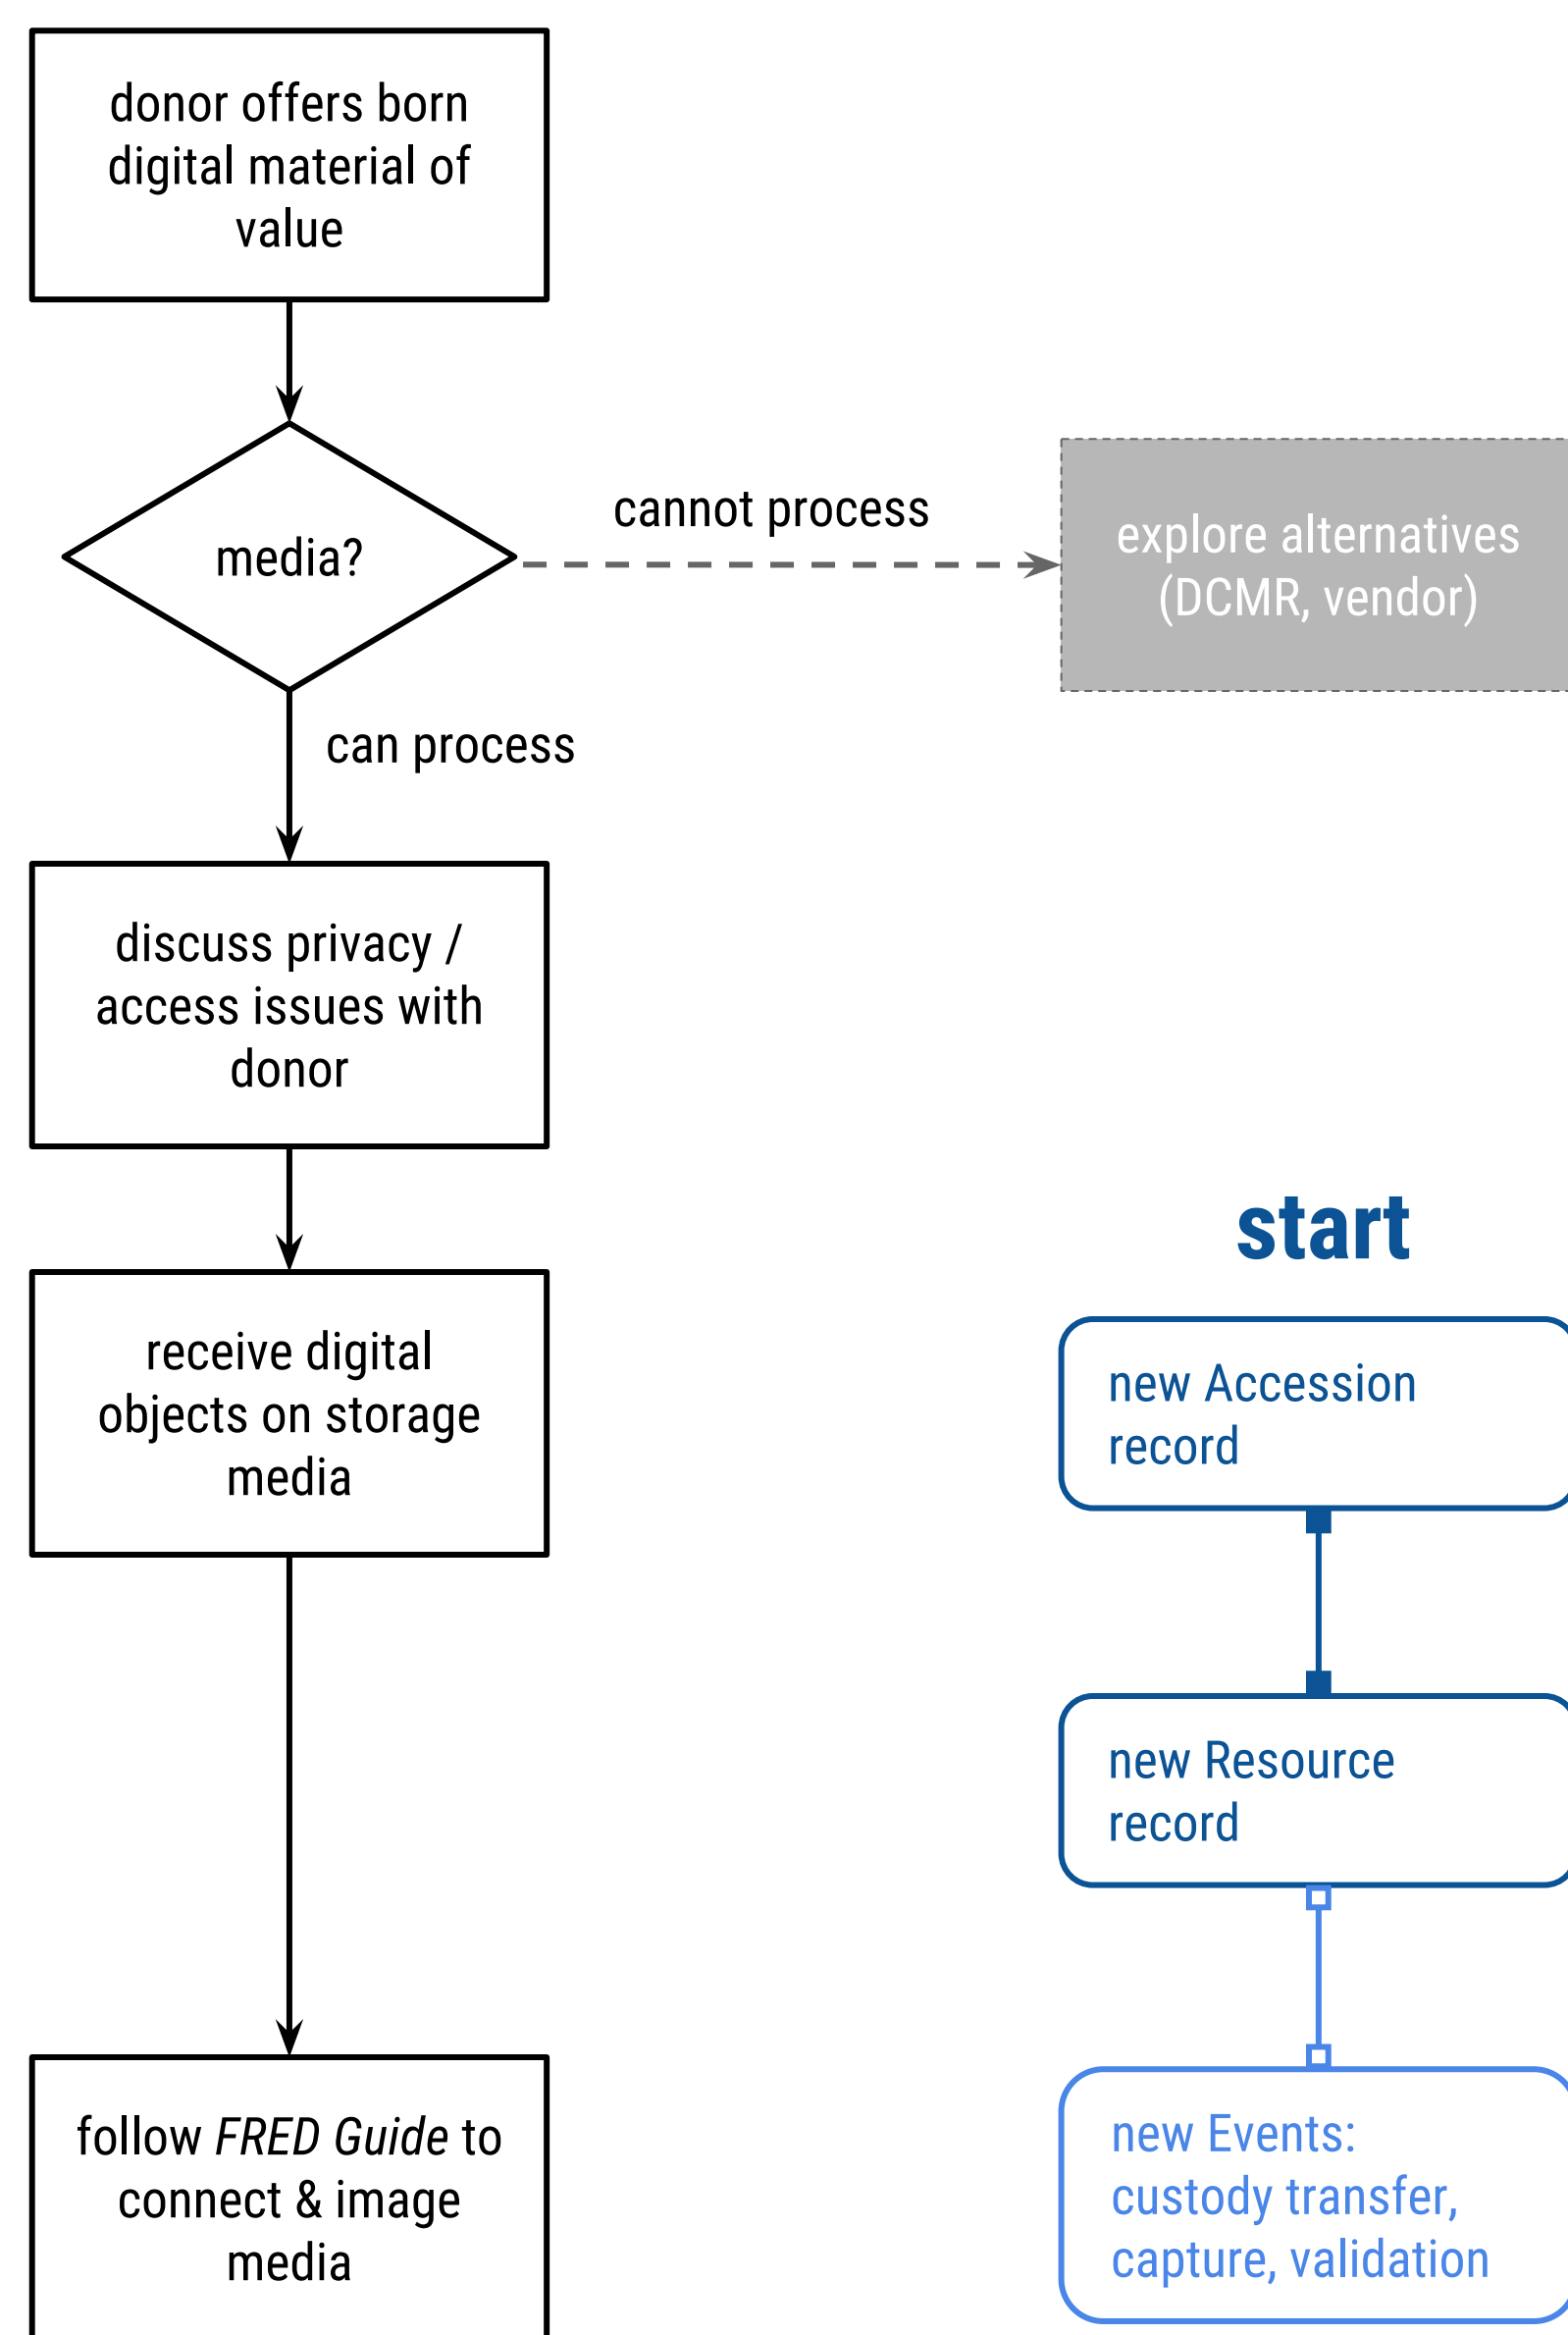 donor offers born
digital material of
value
media?
cannot process
explore alternatives
(DCMR, vendor)
can process
discuss privacy /
access issues with
donor
receive digital
objects on storage
media
follow FRED Guide to
connect & image
media
start
new Accession
record
new Resource
record
new Events:
custody transfer,
capture, validation